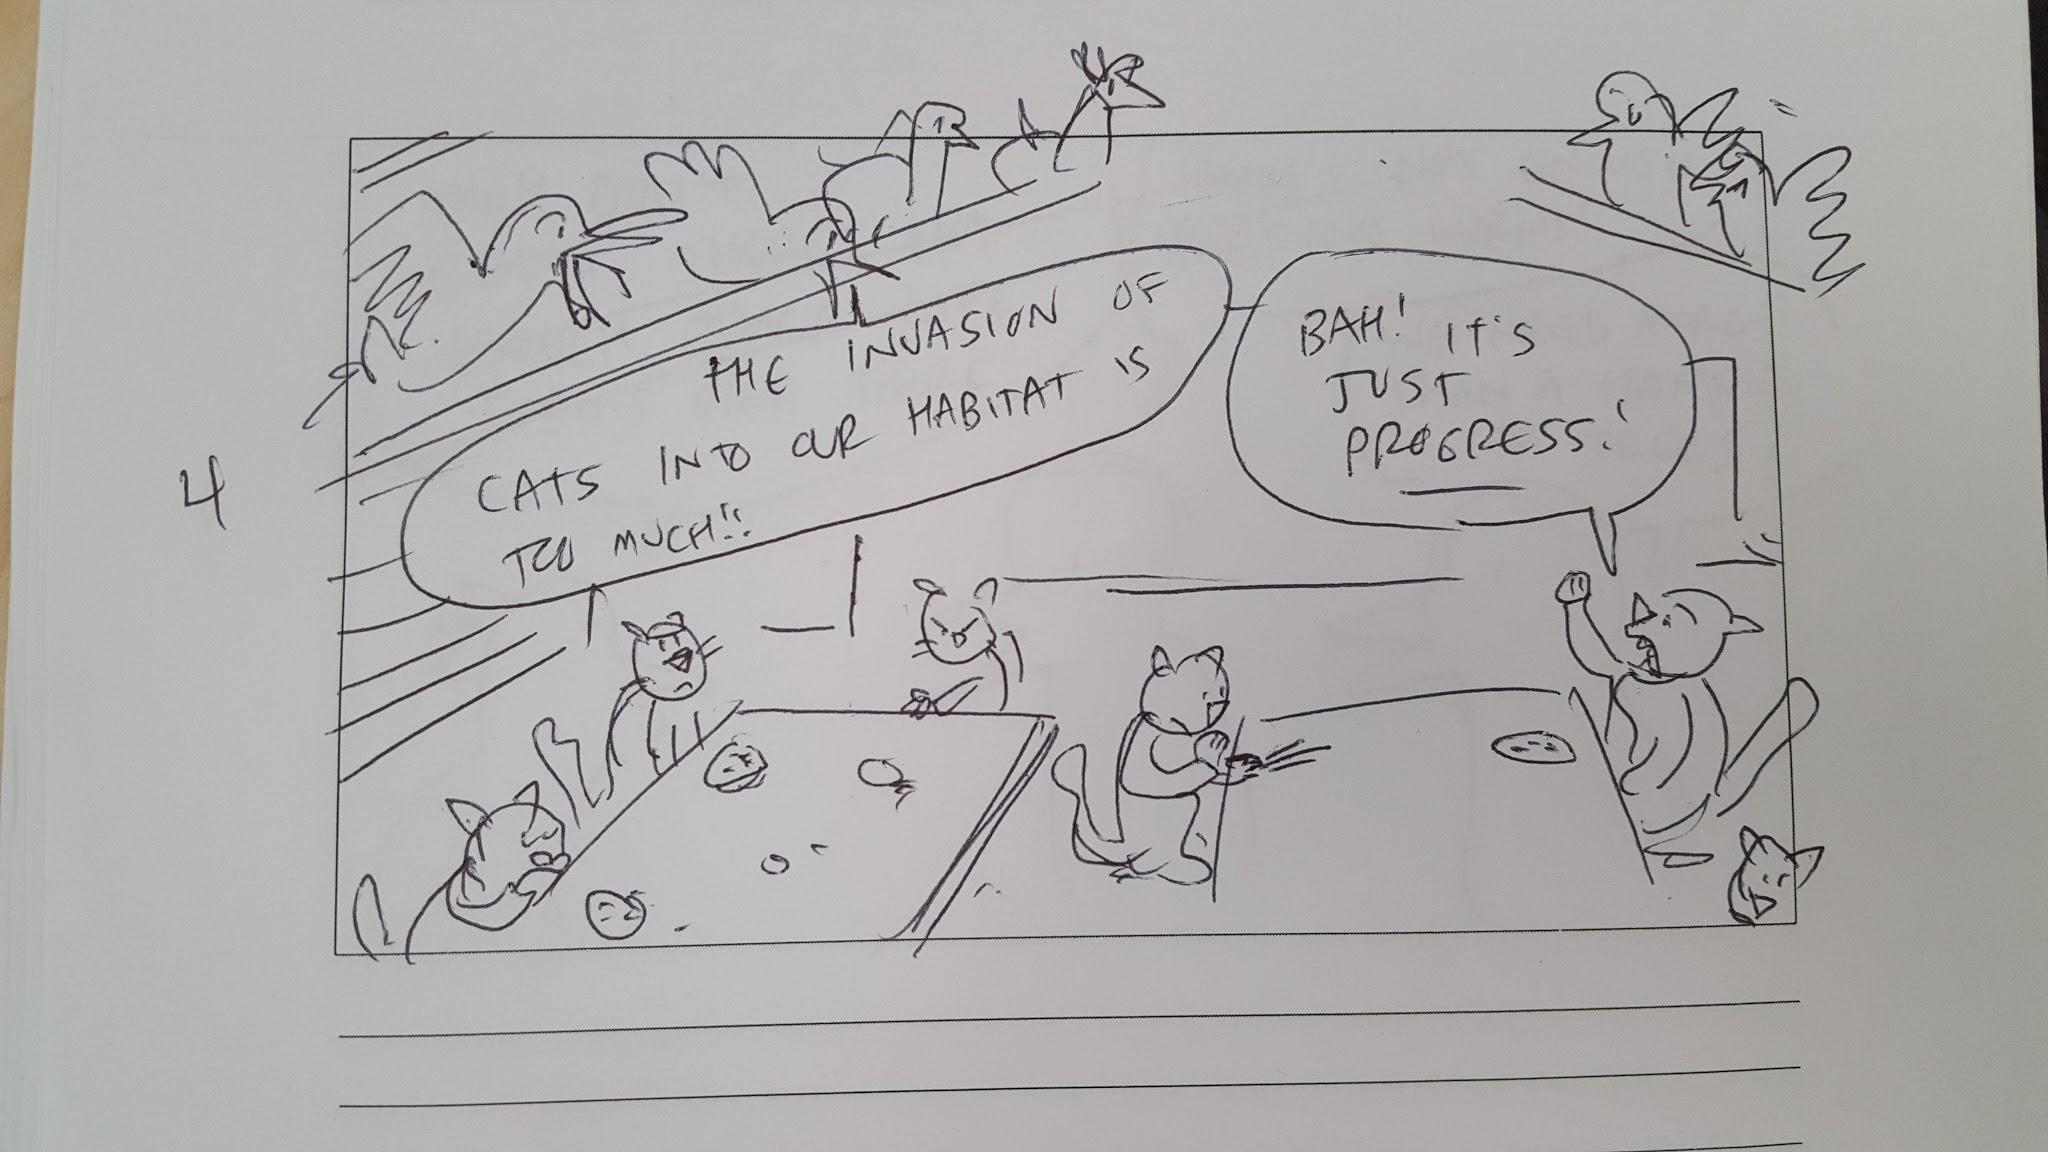 4
THE INVASION OF
CATS INTO OUR HABITAT IS
TOO MUCH!!
BAH! IT'S
JUST
PROGRESS!